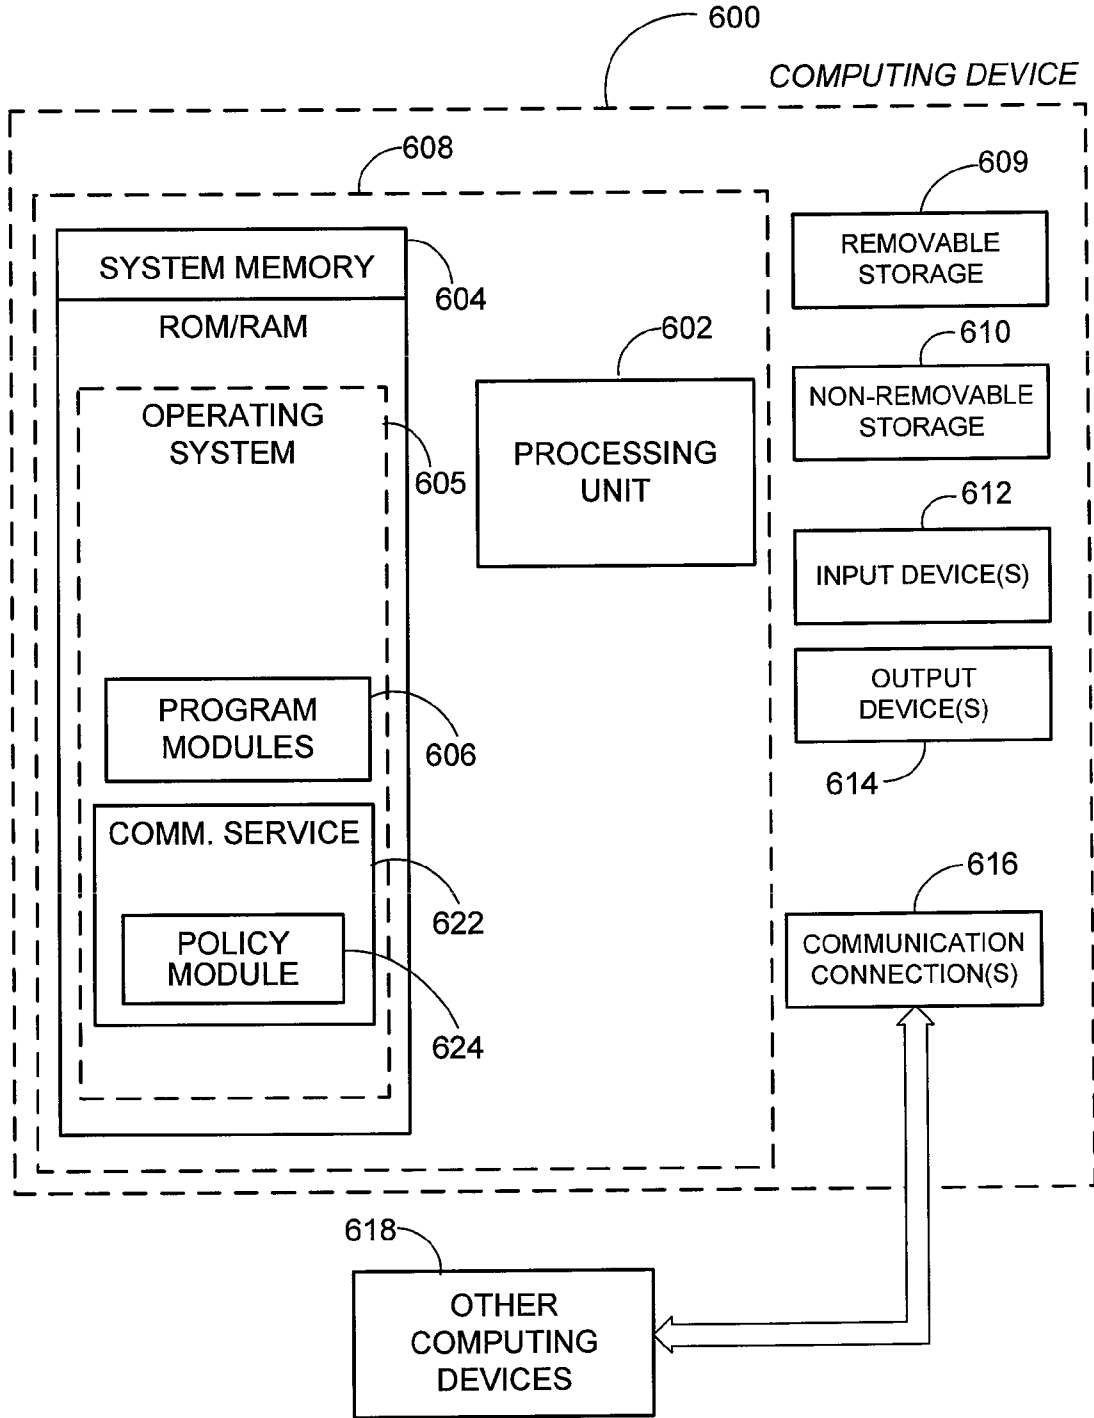 600
COMPUTING DEVICE
608
SYSTEM MEMORY
604
ROM/RAM
OPERATING
SYSTEM
605
PROGRAM
MODULES
606
COMM. SERVICE
622
POLICY
MODULE
624
602
PROCESSING
UNIT
609
REMOVABLE
STORAGE
610
NON-REMOVABLE
STORAGE
612
INPUT DEVICE(S)
OUTPUT
DEVICE(S)
614
616
COMMUNICATION
CONNECTION(S)
618
OTHER
COMPUTING
DEVICES